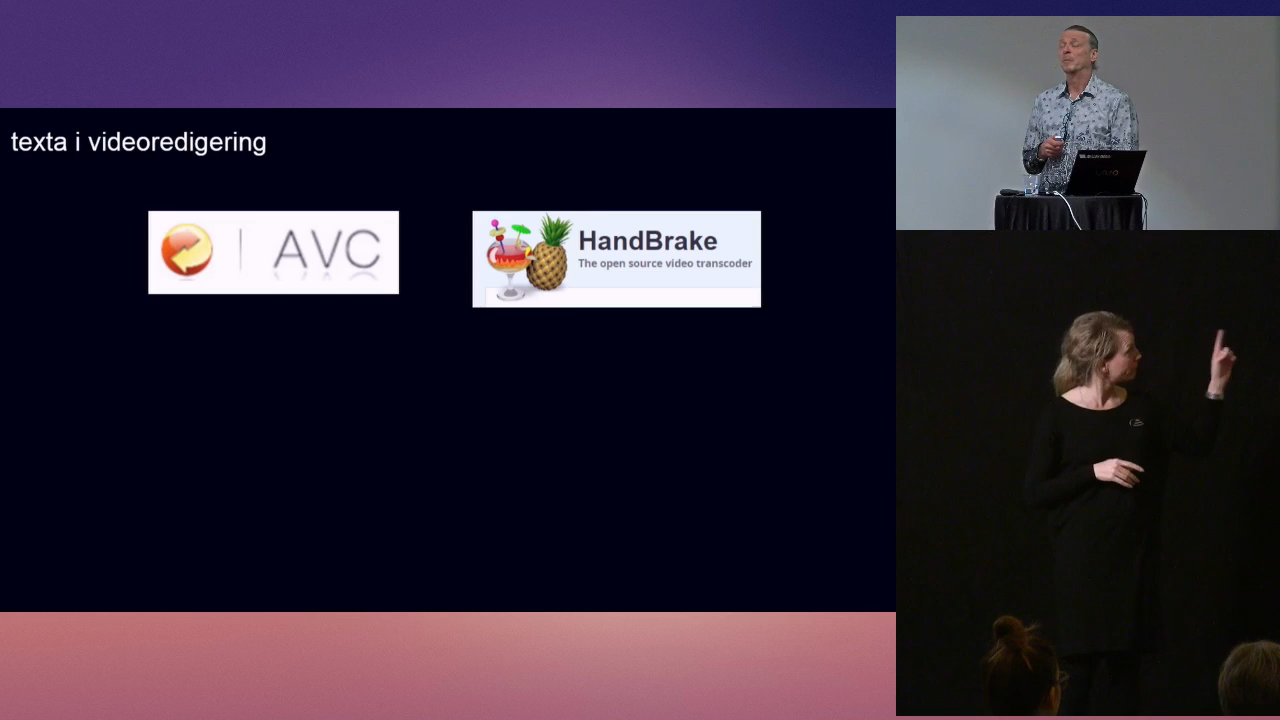 texta i videoredigering
AVC
HandBrake
The open source video transcoder